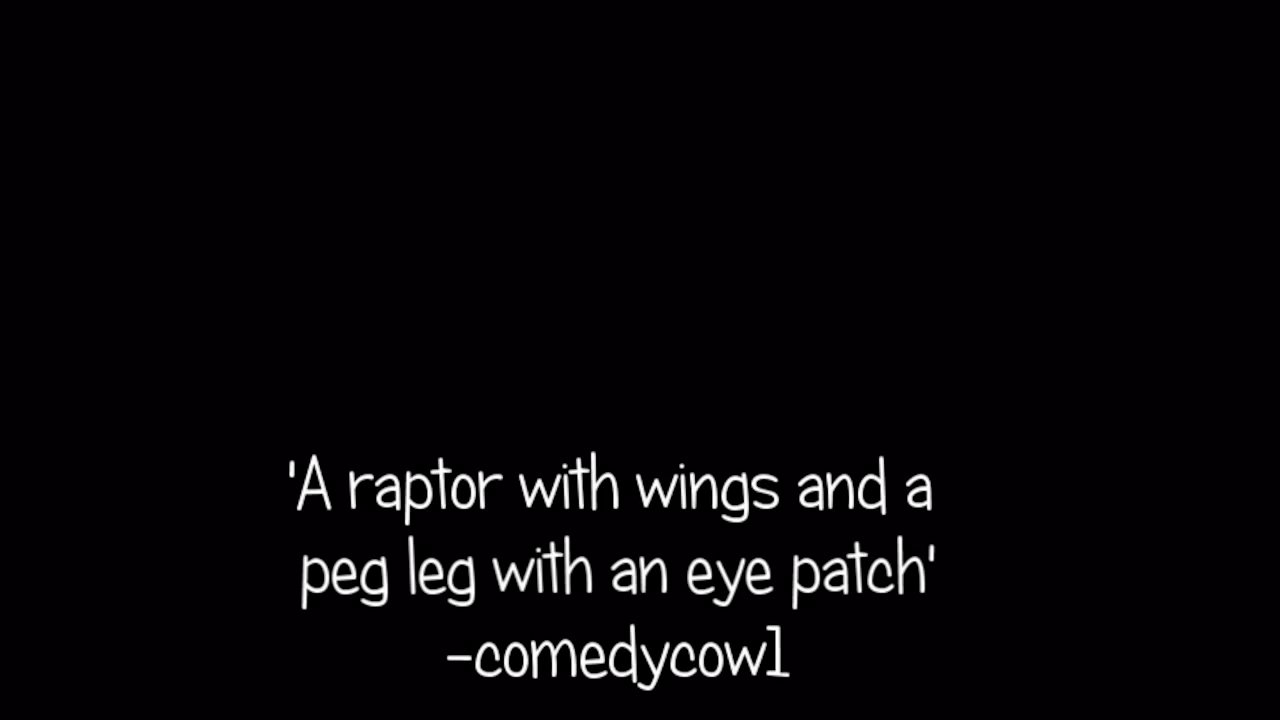 'A raptor with wings and a
peg leg with an eye patch'
-comedycow1